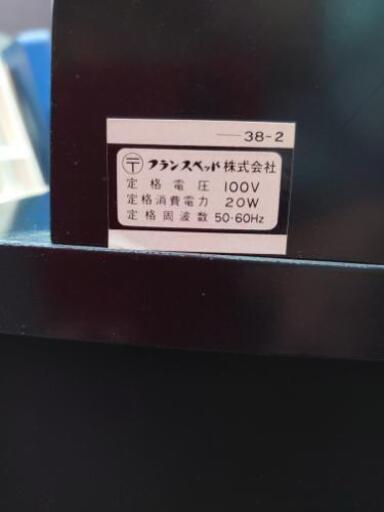 —38-2
〶 フランスベッド株式会社
定格電圧 100V
定格消費電力 20W
定格周波数 50-60Hz